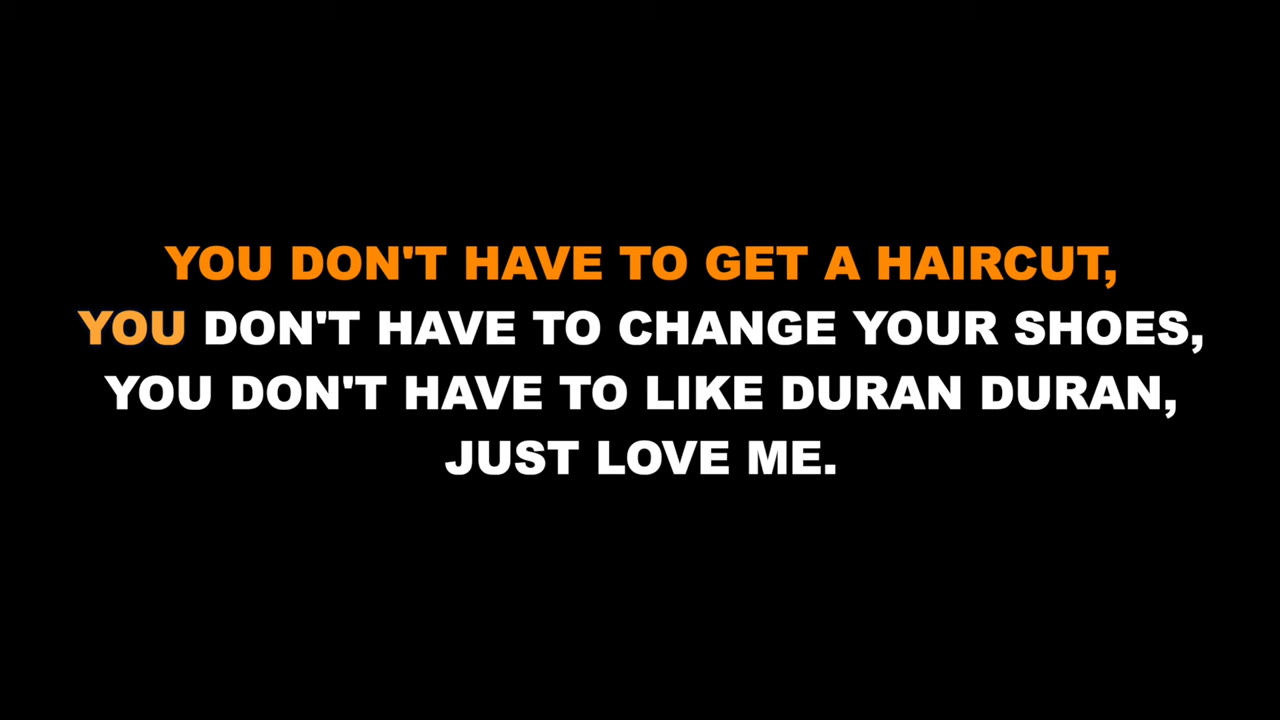 YOU DON'T HAVE TO GET A HAIRCUT,
YOU DON'T HAVE TO CHANGE YOUR SHOES,
YOU DON'T HAVE TO LIKE DURAN DURAN,
JUST LOVE ME.